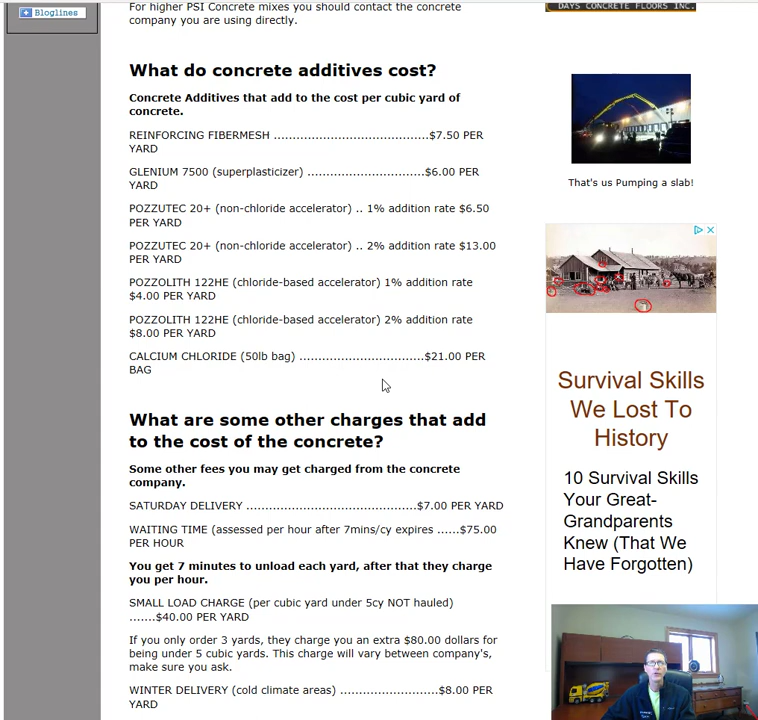 Bloglines
For higher PSI Concrete mixes you should contact the concrete
company you are using directly.
What do concrete additives cost?
Concrete Additives that add to the cost per cubic yard of
concrete.
REINFORCING FIBERMESH .........................................$7.50 PER
YARD
GLENIUM 7500 (superplasticizer) ...............................$6.00 PER
YARD
POZZUTEC 20+ (non-chloride accelerator) .. 1% addition rate $6.50
PER YARD
POZZUTEC 20+ (non-chloride accelerator) .. 2% addition rate $13.00
PER YARD
POZZOLITH 122HE (chloride-based accelerator) 1% addition rate
$4.00 PER YARD
POZZOLITH 122HE (chloride-based accelerator) 2% addition rate
$8.00 PER YARD
CALCIUM CHLORIDE (50lb bag) .................................$21.00 PER
BAG
What are some other charges that add
to the cost of the concrete?
Some other fees you may get charged from the concrete
company.
SATURDAY DELIVERY .............................................$7.00 PER YARD
WAITING TIME (assessed per hour after 7mins/cy expires ......$75.00
PER HOUR
You get 7 minutes to unload each yard, after that they charge
you per hour.
SMALL LOAD CHARGE (per cubic yard under 5cy NOT hauled)
.......$40.00 PER YARD
If you only order 3 yards, they charge you an extra $80.00 dollars for
being under 5 cubic yards. This charge will vary between company's,
make sure you ask.
WINTER DELIVERY (cold climate areas) ..........................$8.00 PER
YARD
DAYS CONCRETE FLOORS INC.
That's us Pumping a slab!
Survival Skills
We Lost To
History
10 Survival Skills
Your Great-
Grandparents
Knew (That We
Have Forgotten)